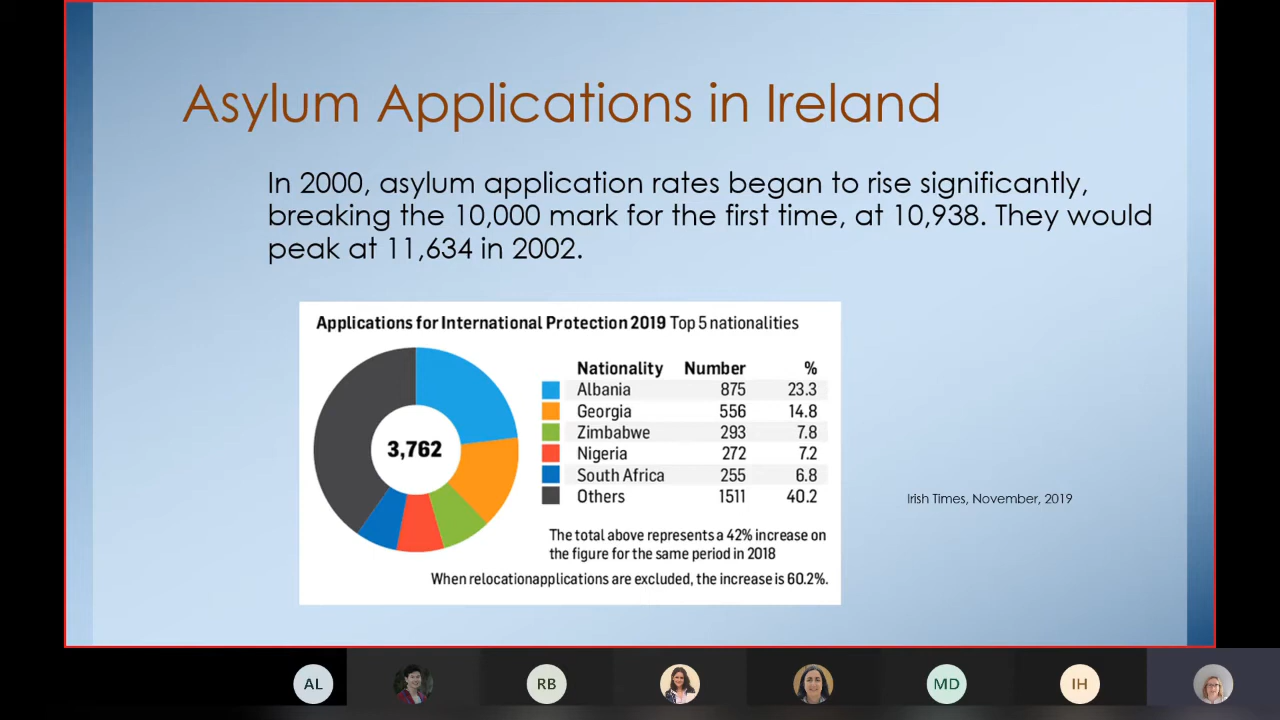 Asylum Applications in Ireland
In 2000, asylum application rates began to rise significantly,
breaking the 10,000 mark for the first time, at 10,938. They would
peak at 11,634 in 2002.
Applications for International Protection 2019 Top 5 nationalities
Nationality Number %
Albania 875 23.3
Georgia 556 14.8
Zimbabwe 293 7.8
Nigeria 272 7.2
South Africa 255 6.8
Others 1511 40.2
3,762
The total above represents a 42% increase on
the figure for the same period in 2018
When relocationapplications are excluded, the increase is 60.2%.
Irish Times, November, 2019
AL
RB
MD
IH